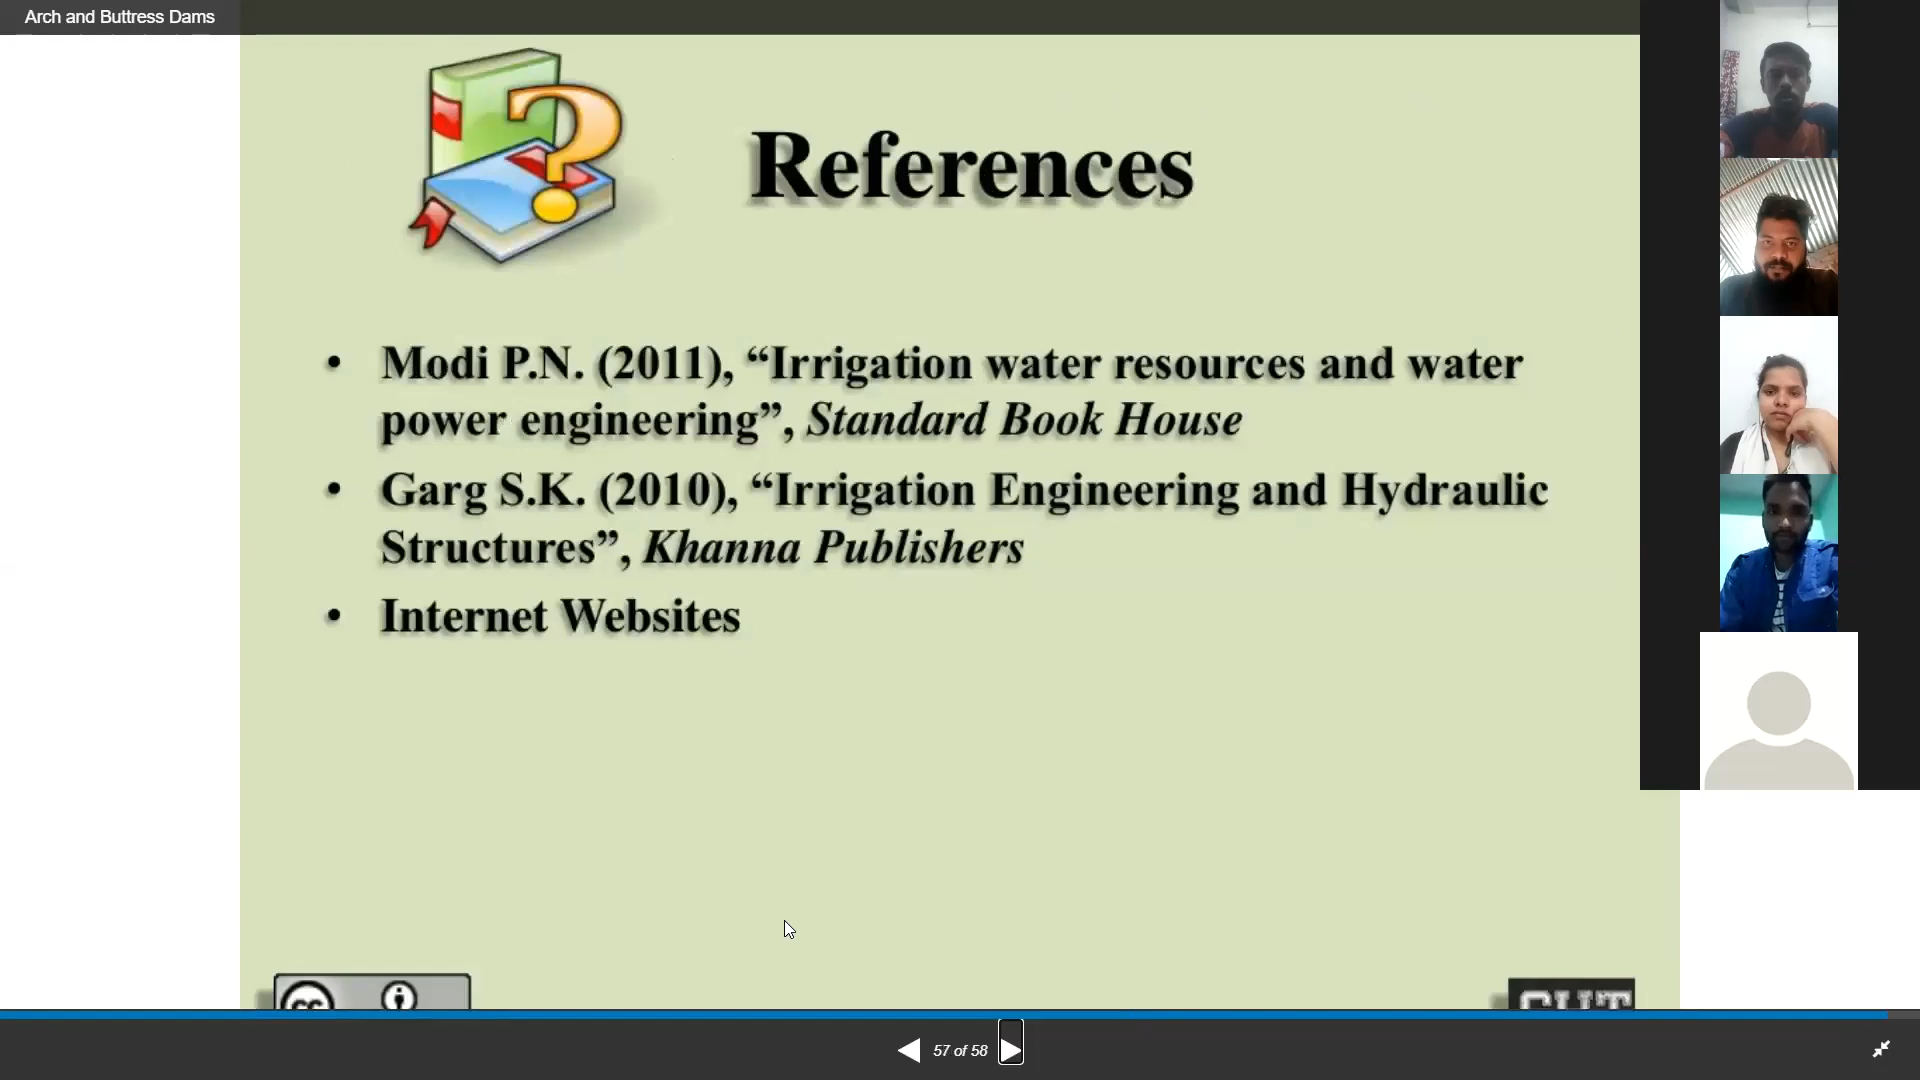 Arch and Buttress Dams
References
• Modi P.N. (2011), “Irrigation water resources and water
power engineering”, Standard Book House
• Garg S.K. (2010), “Irrigation Engineering and Hydraulic
Structures”, Khanna Publishers
• Internet Websites
cc
57 of 58